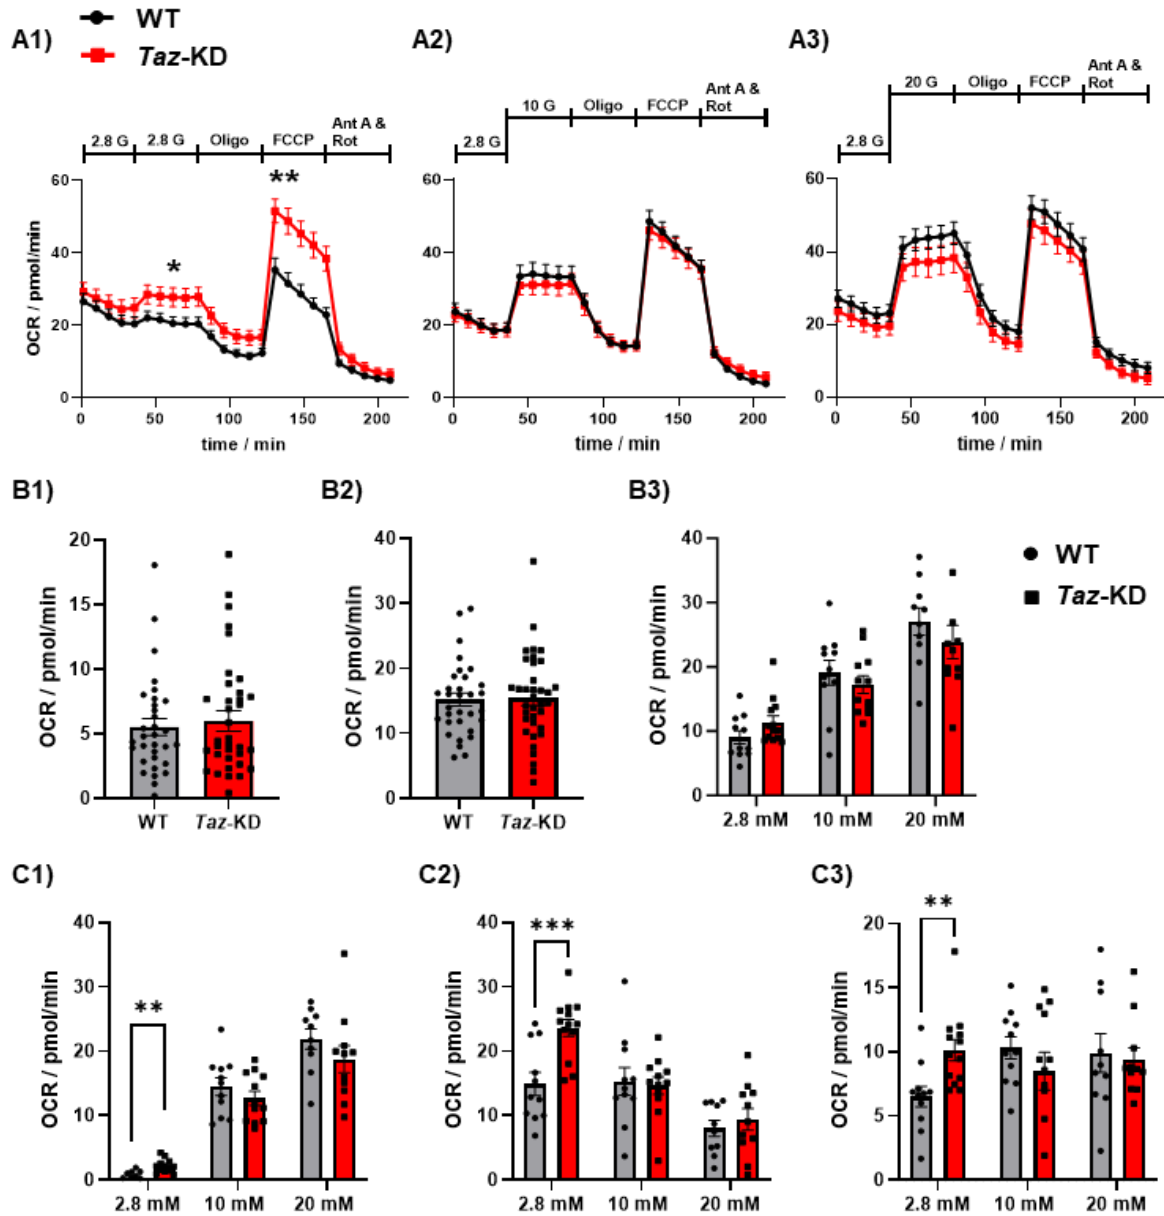 WT
Taz-KD
A1)
A2)
A3)
2.8 G
2.8 G
Oligo
FCCP
Ant A &
Rot
2.8 G
10 G
Oligo
FCCP
Ant A &
Rot
2.8 G
20 G
Oligo
FCCP
Ant A &
Rot
OCR / pmol/min
60
40
20
0
*
**
0 50 100 150 200
time / min
60
40
20
0
0 50 100 150 200
time / min
60
40
20
0
0 50 100 150 200
time / min
B1)
B2)
B3)
OCR / pmol/min
20
15
10
5
0
WT Taz-KD
OCR / pmol/min
40
30
20
10
0
WT Taz-KD
OCR / pmol/min
40
30
20
10
0
2.8 mM 10 mM 20 mM
WT
Taz-KD
C1)
C2)
C3)
OCR / pmol/min
40
30
20
10
0
**
2.8 mM 10 mM 20 mM
OCR / pmol/min
40
30
20
10
0
***
2.8 mM 10 mM 20 mM
OCR / pmol/min
20
15
10
5
0
**
2.8 mM 10 mM 20 mM